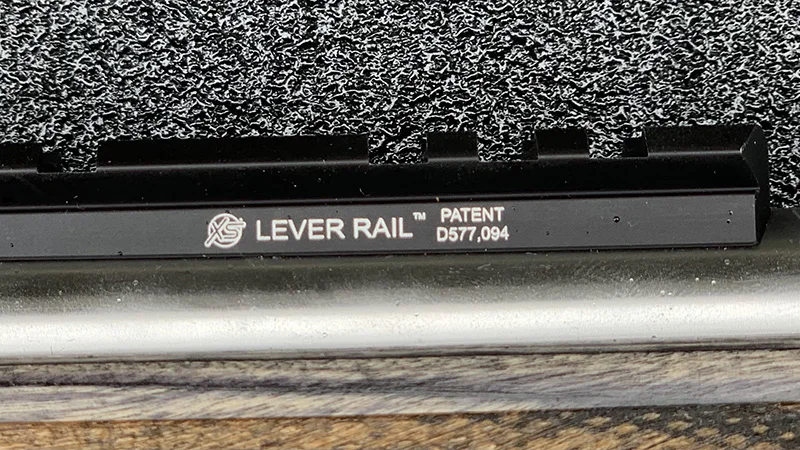 XS LEVER RAIL™ PATENT
D577,094